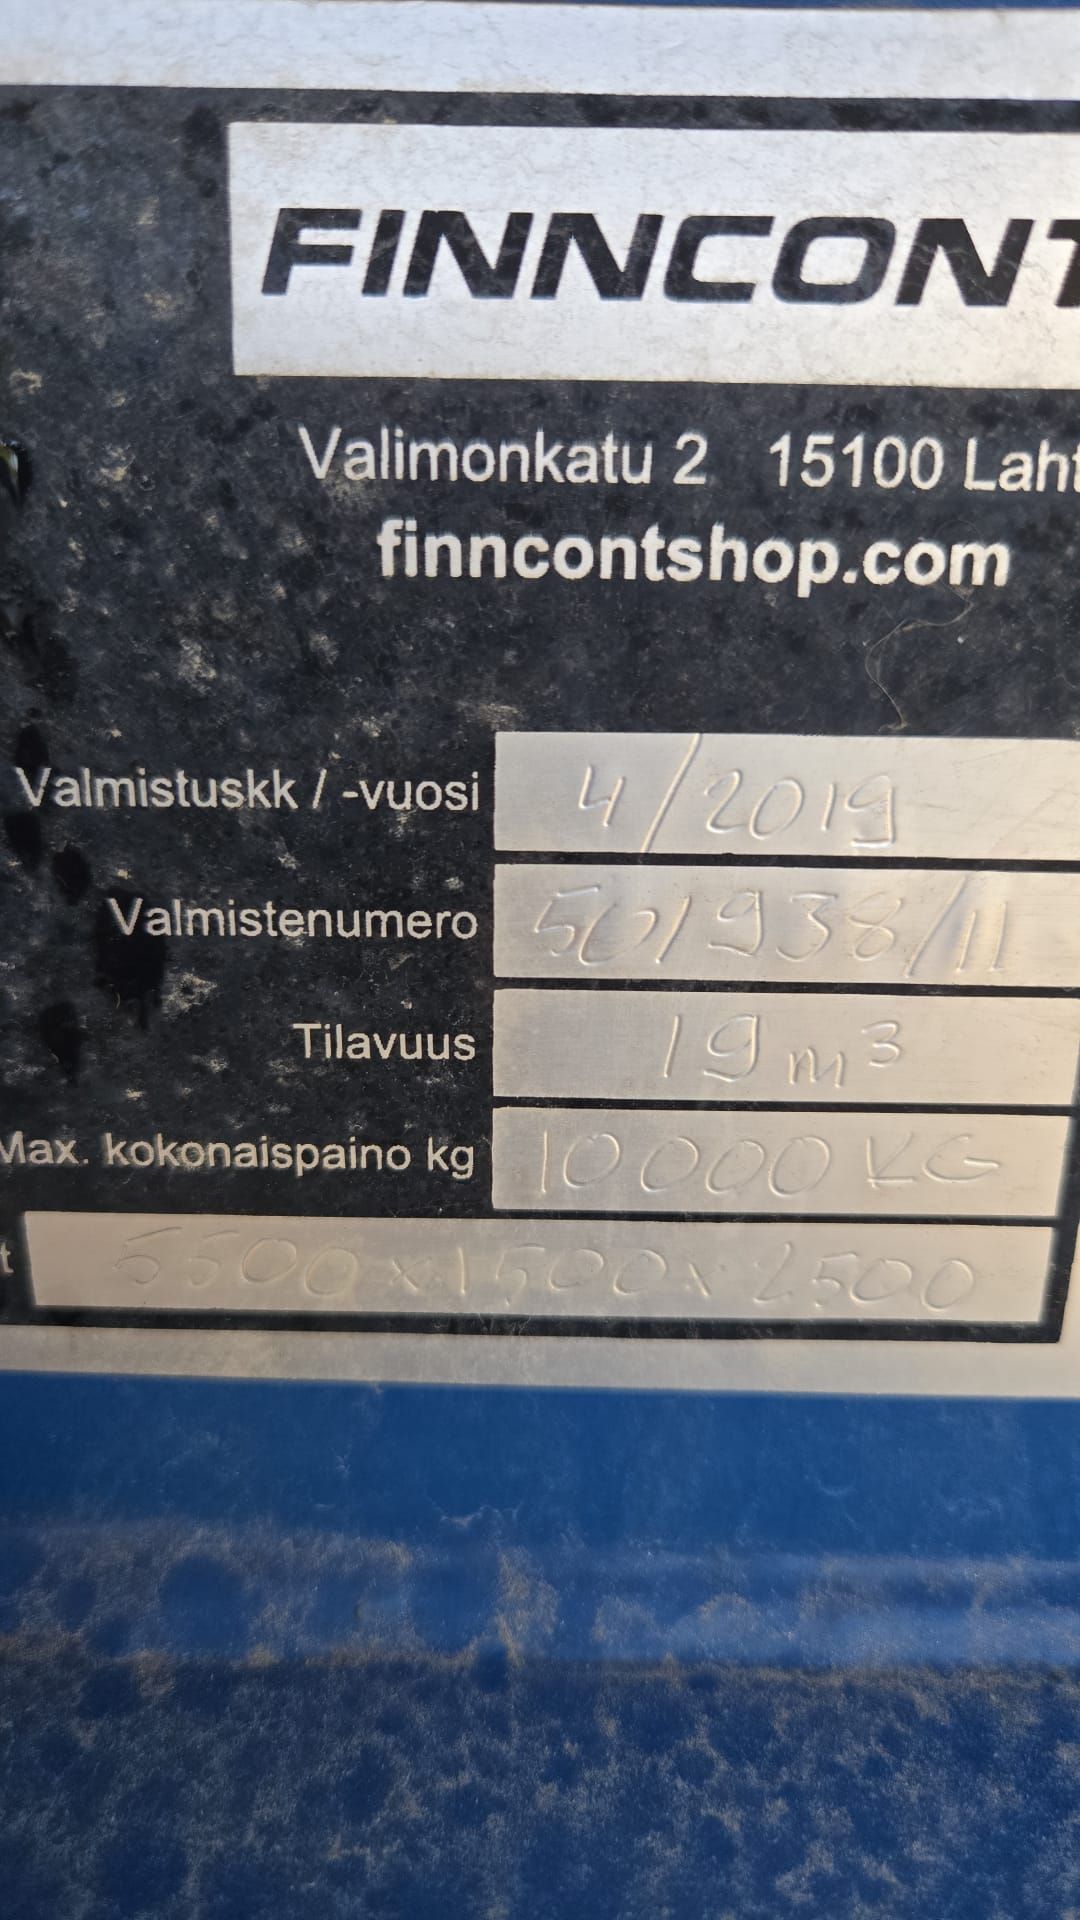 FINNCONT
Valimonkatu 2 15100 Laht
finncontshop.com
Valmistuskk / -vuosi 4/2019
Valmistenumero 501938/11
Tilavuus 19 m³
Max. kokonaispaino kg 10000 KG
t 5500x1500x2500